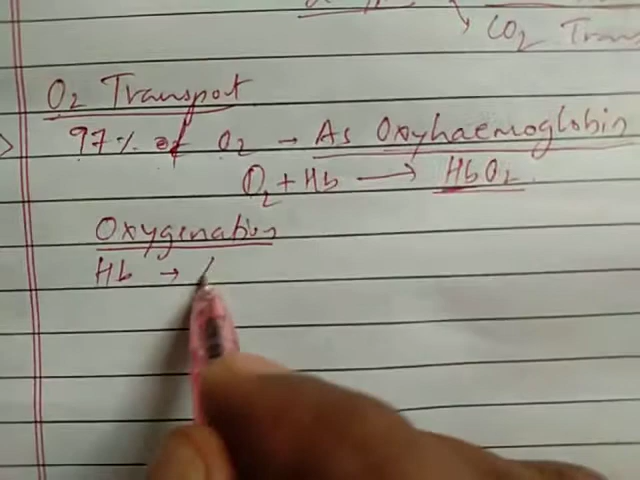 CO2 Trans
O2 Transport
97% of O2 → As Oxyhaemoglobin
O2 + Hb → HbO2
Oxygenation
Hb →